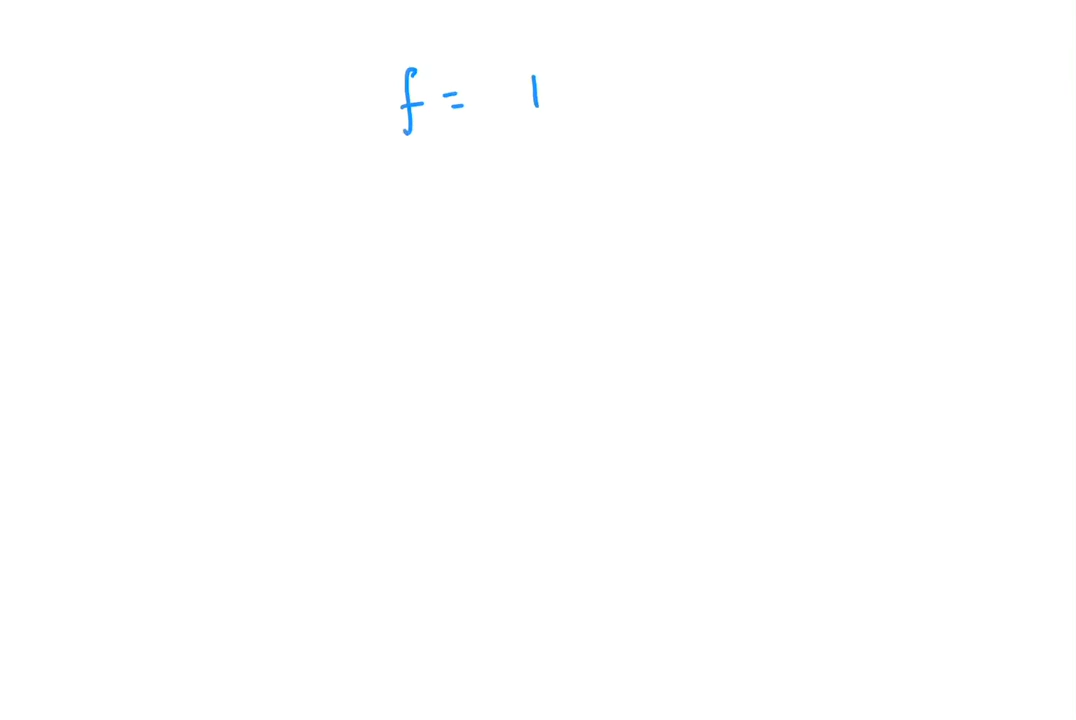 f = 1